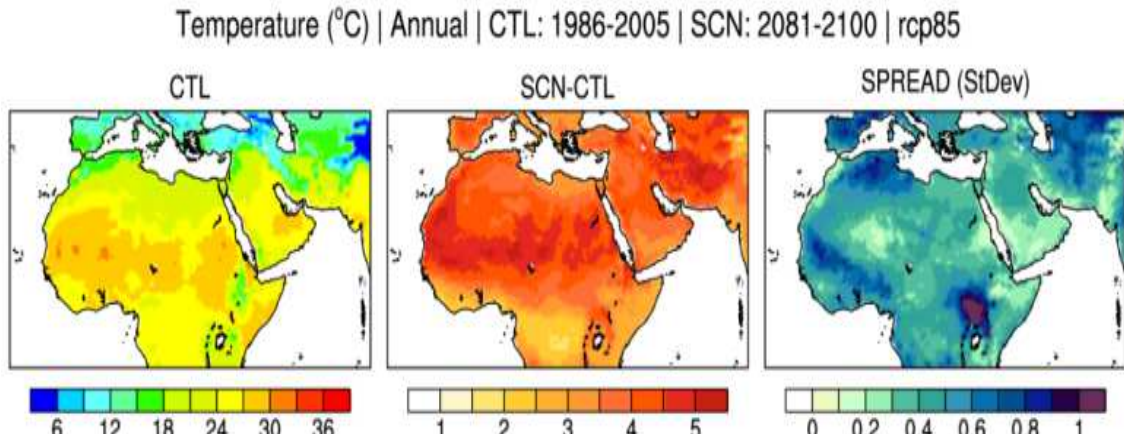 Temperature (°C) | Annual | CTL: 1986-2005 | SCN: 2081-2100 | rcp85
CTL
SCN-CTL
SPREAD (StDev)
6 12 18 24 30 36
1 2 3 4 5
0 0.2 0.4 0.6 0.8 1